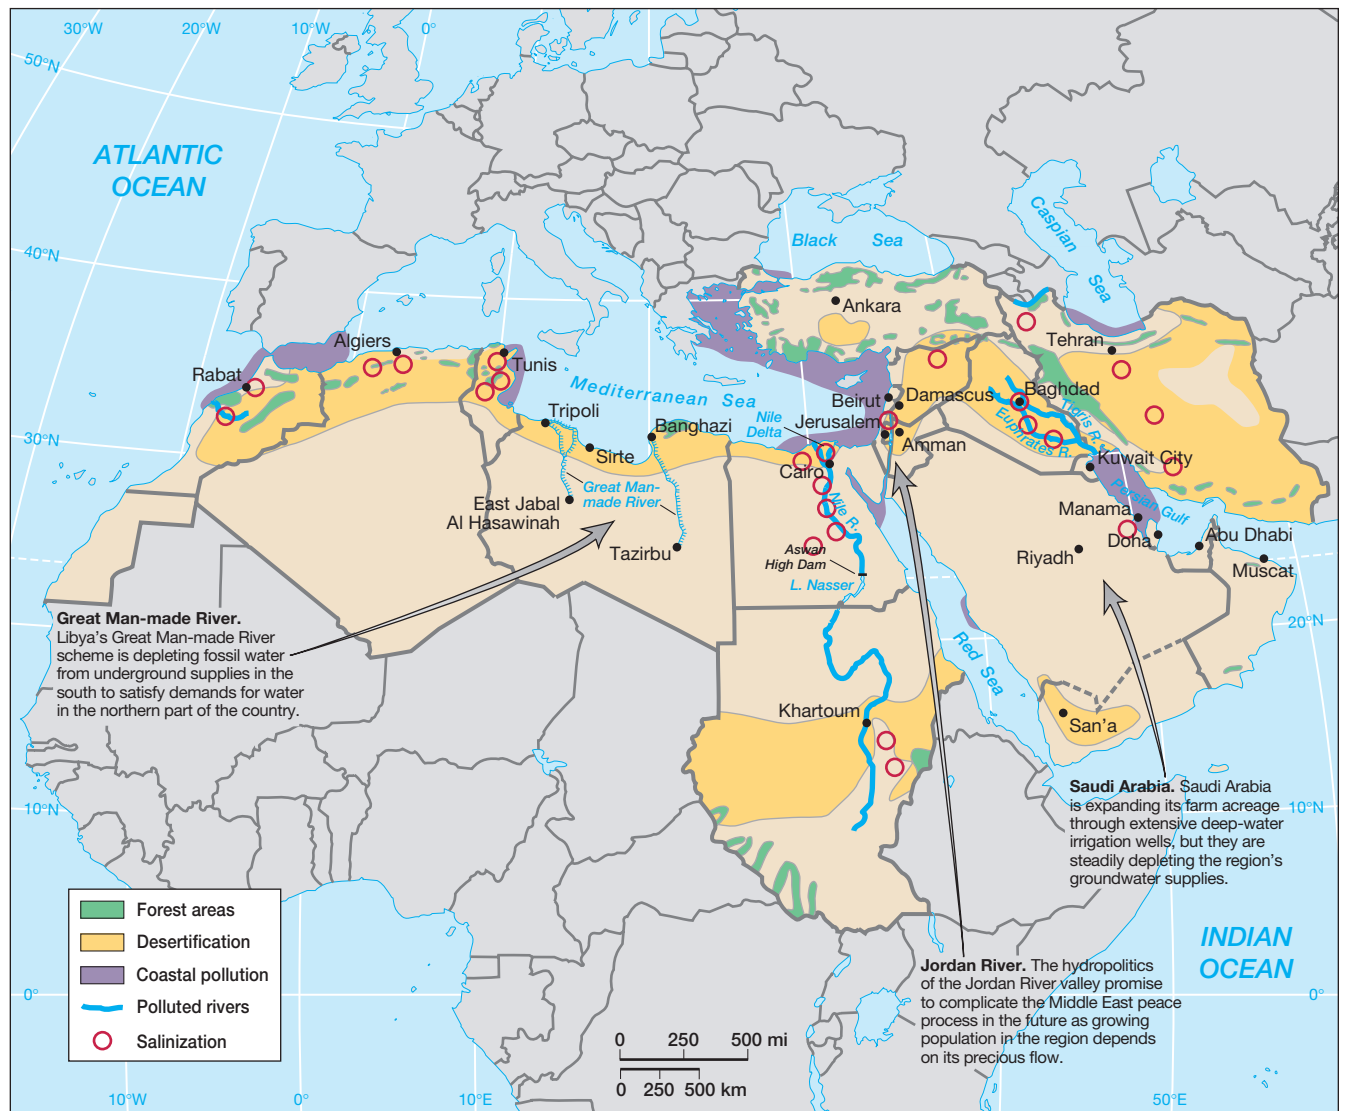 30°W
20°W
10°W
0°
50°N
ATLANTIC
OCEAN
40°N
30°N
Black Sea
Caspian Sea
Ankara
Algiers
Rabat
Tunis
Tehran
Mediterranean Sea
Tripoli
Banghazi
Sirte
Nile
Delta
Beirut
Damascus
Baghdad
Jerusalem
Tigris R.
Euphrates R.
Amman
Cairo
Kuwait City
Great Man-
made River
East Jabal
Al Hasawinah
Nile R.
Persian Gulf
Manama
Doha
Abu Dhabi
Riyadh
Muscat
Tazirbu
Aswan
High Dam
L. Nasser
Great Man-made River.
Libya's Great Man-made River
scheme is depleting fossil water
from underground supplies in the
south to satisfy demands for water
in the northern part of the country.
20°N
Red Sea
Khartoum
San'a
Saudi Arabia. Saudi Arabia
is expanding its farm acreage
through extensive deep-water
irrigation wells, but they are
steadily depleting the region's
groundwater supplies.
10°N
10°N
Forest areas
Desertification
Coastal pollution
Polluted rivers
Salinization
INDIAN
OCEAN
Jordan River. The hydropolitics
of the Jordan River valley promise
to complicate the Middle East peace
process in the future as growing
population in the region depends
on its precious flow.
0°
0°
0 250 500 mi
0 250 500 km
10°W
0°
10°E
50°E